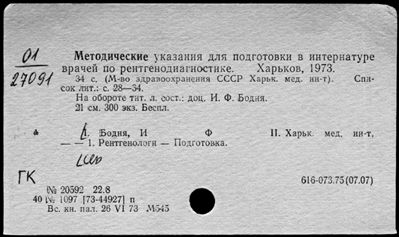 01
27091
Методические указания для подготовки в интернатуре
врачей по рентгенодиагностике. Харьков, 1973.
34 с. (М-во здравоохранения СССР Харьк. мед. ин-т). Спи-
сок лит.: с. 28—34.
На обороте тит. л. сост.: доц. И. Ф. Бодня.
21 см. 300 экз. Беспл.
I. Бодня, И Ф II. Харьк. мед. ин-т,
— — 1. Рентгенологи — Подготовка.
ГК
616-073.75(07.07)
№ 20592 22.8
40 № 1097 [73-44927] п
Вс. кн. пал. 26 VI 73 М545